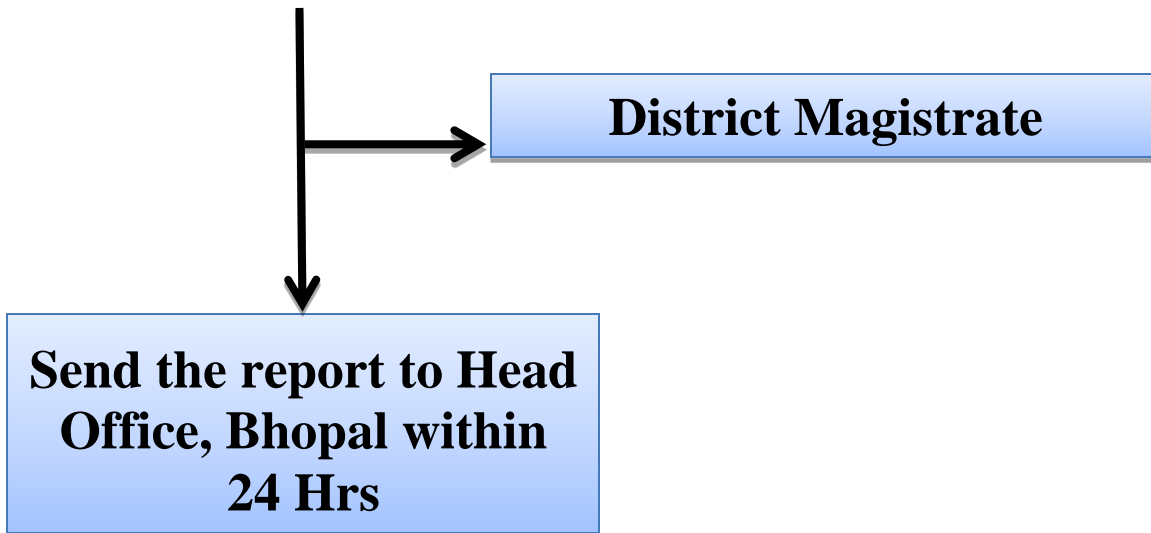 District Magistrate
Send the report to Head
Office, Bhopal within
24 Hrs